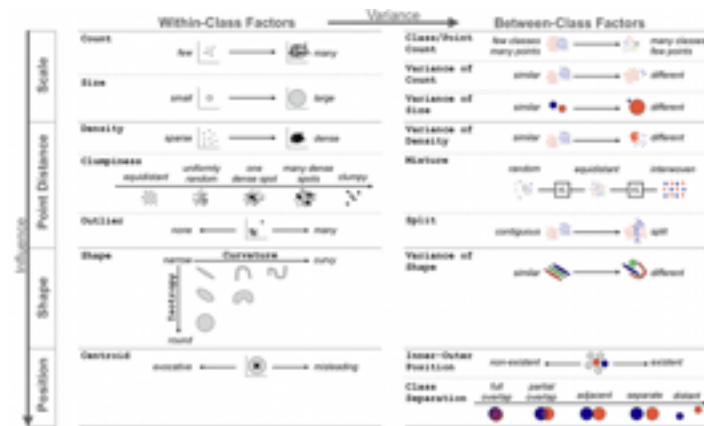 Variance
Within-Class Factors
Between-Class Factors
Influence
Scale
Count
few
many
Class/Point
Count
few classes
many points
many classes
few points
Variance of
Count
similar
different
Size
small
large
Variance of
Size
similar
different
Point Distance
Density
sparse
dense
Variance of
Density
similar
different
Clumpiness
equidistant
uniformly
random
one
dense spot
many dense
spots
clumpy
Mixture
random
equidistant
interwoven
Outlier
none
many
Split
contiguous
split
Shape
Shape
narrow
Curvature
curvy
Isotropy
round
Variance of
Shape
similar
different
Position
Centroid
evocative
misleading
Inner-Outer
Position
non-existent
existent
Class
Separation
full
overlap
partial
overlap
adjacent
separate
distant